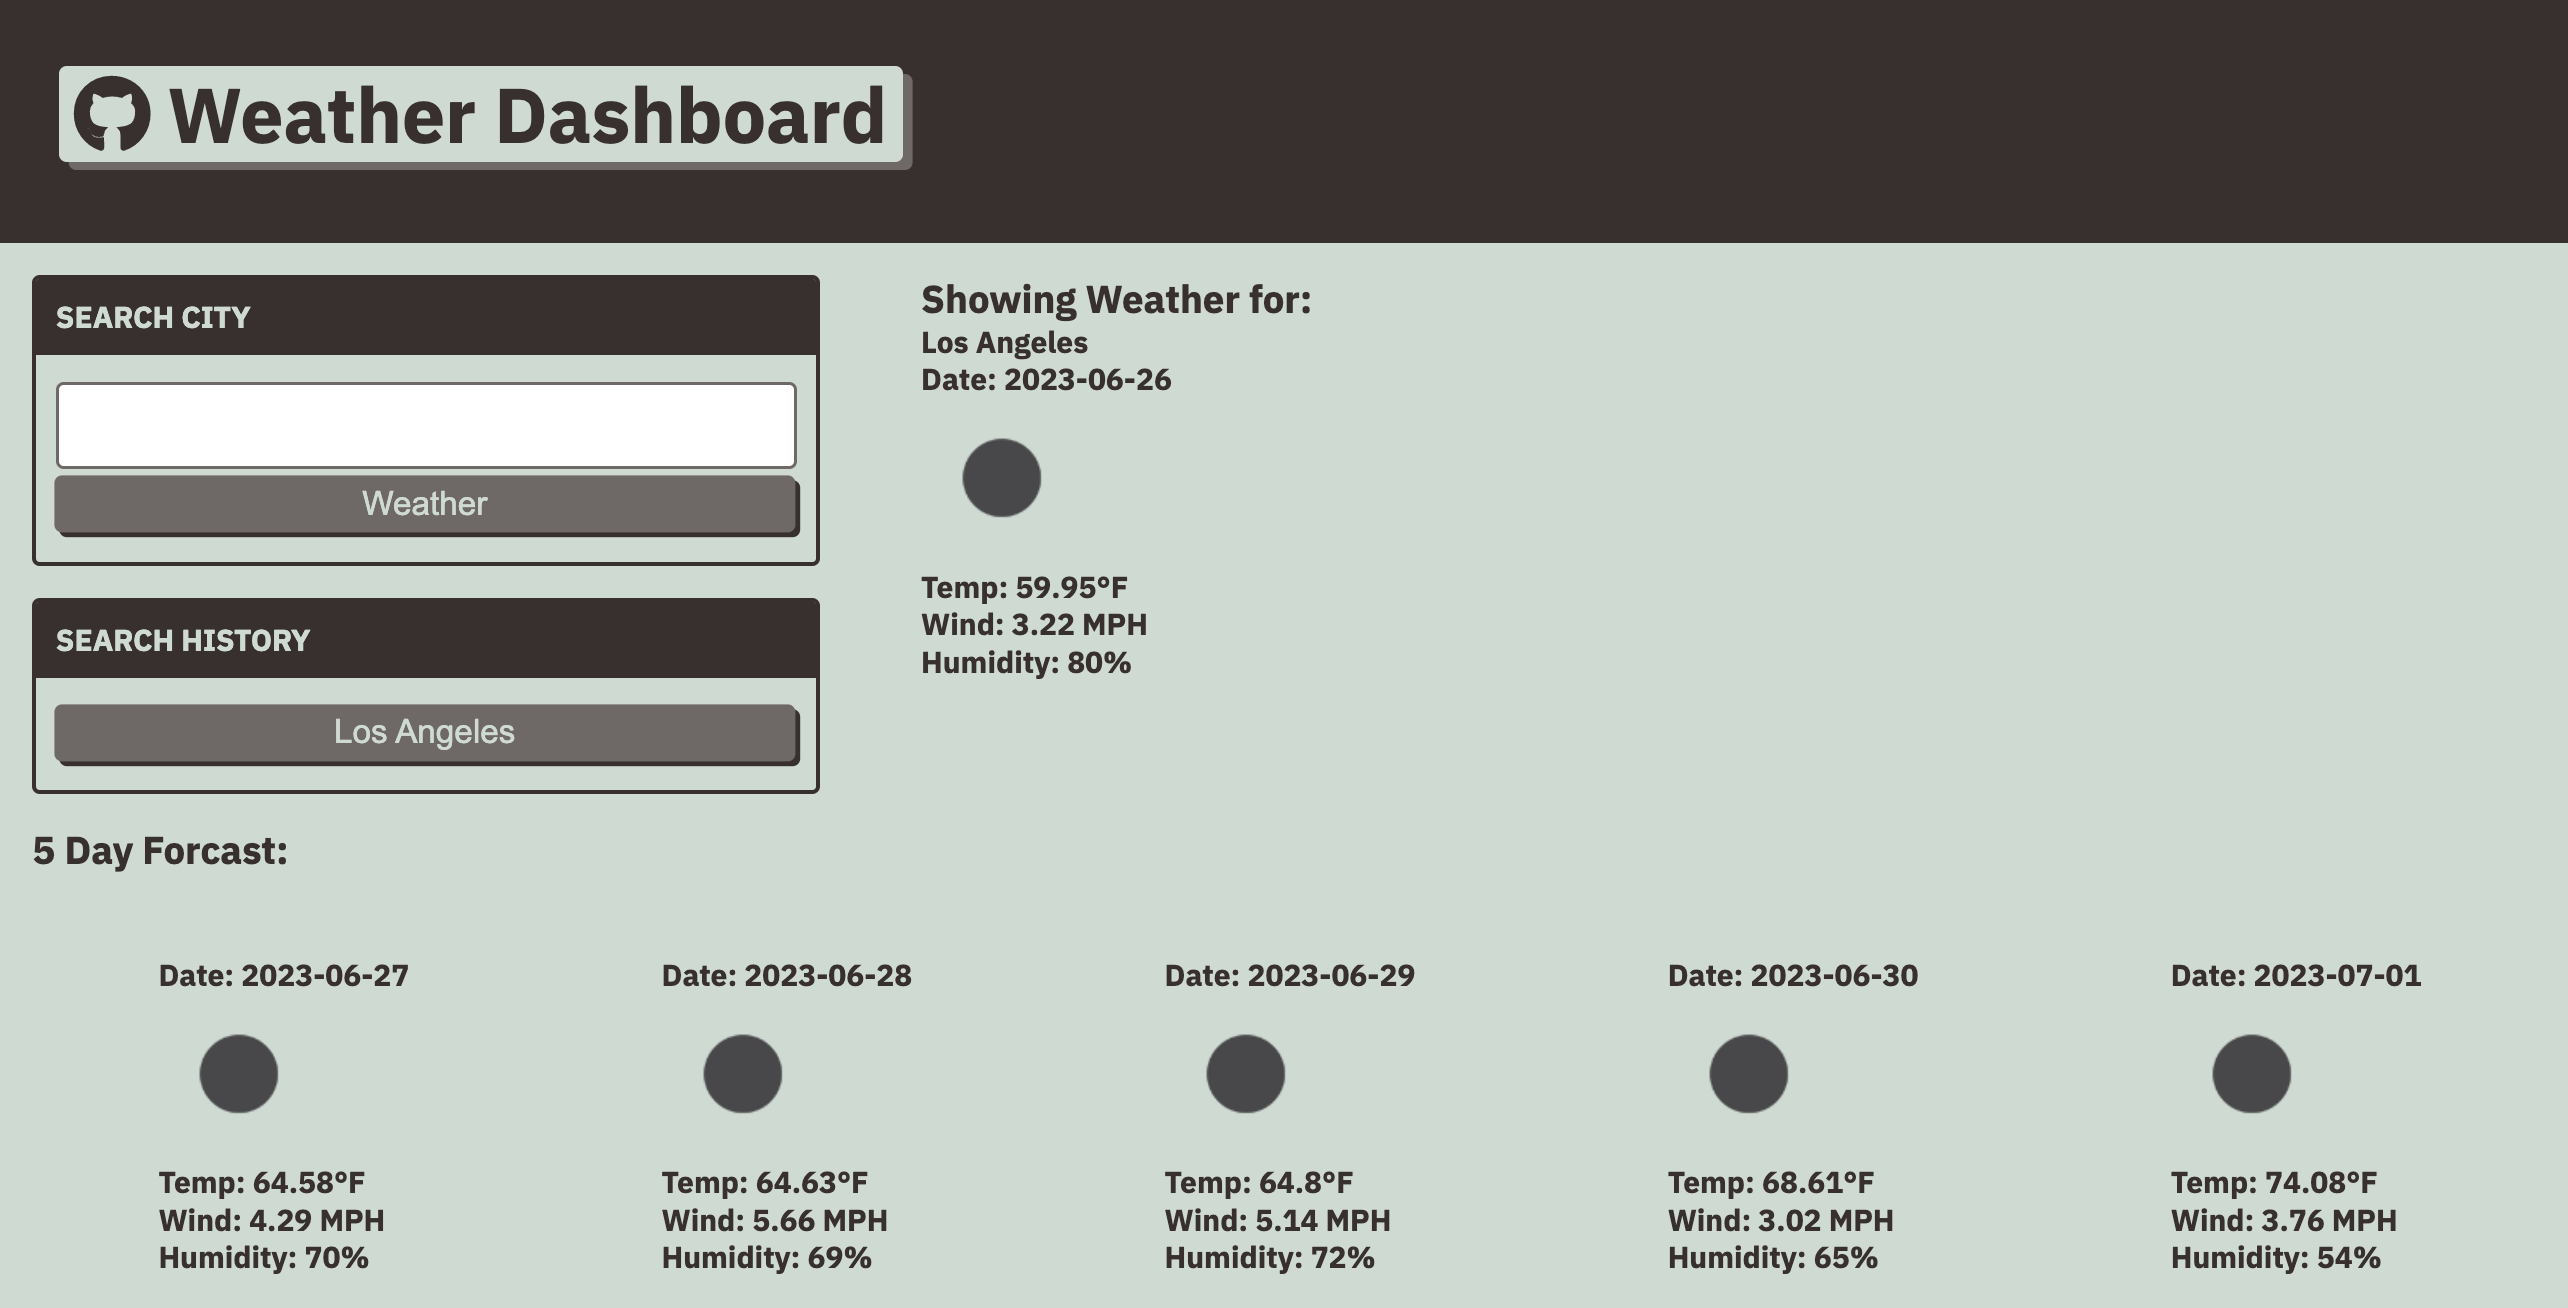 Weather Dashboard
SEARCH CITY
Weather
SEARCH HISTORY
Los Angeles
Showing Weather for:
Los Angeles
Date: 2023-06-26
Temp: 59.95°F
Wind: 3.22 MPH
Humidity: 80%
5 Day Forcast:
Date: 2023-06-27
Temp: 64.58°F
Wind: 4.29 MPH
Humidity: 70%
Date: 2023-06-28
Temp: 64.63°F
Wind: 5.66 MPH
Humidity: 69%
Date: 2023-06-29
Temp: 64.8°F
Wind: 5.14 MPH
Humidity: 72%
Date: 2023-06-30
Temp: 68.61°F
Wind: 3.02 MPH
Humidity: 65%
Date: 2023-07-01
Temp: 74.08°F
Wind: 3.76 MPH
Humidity: 54%